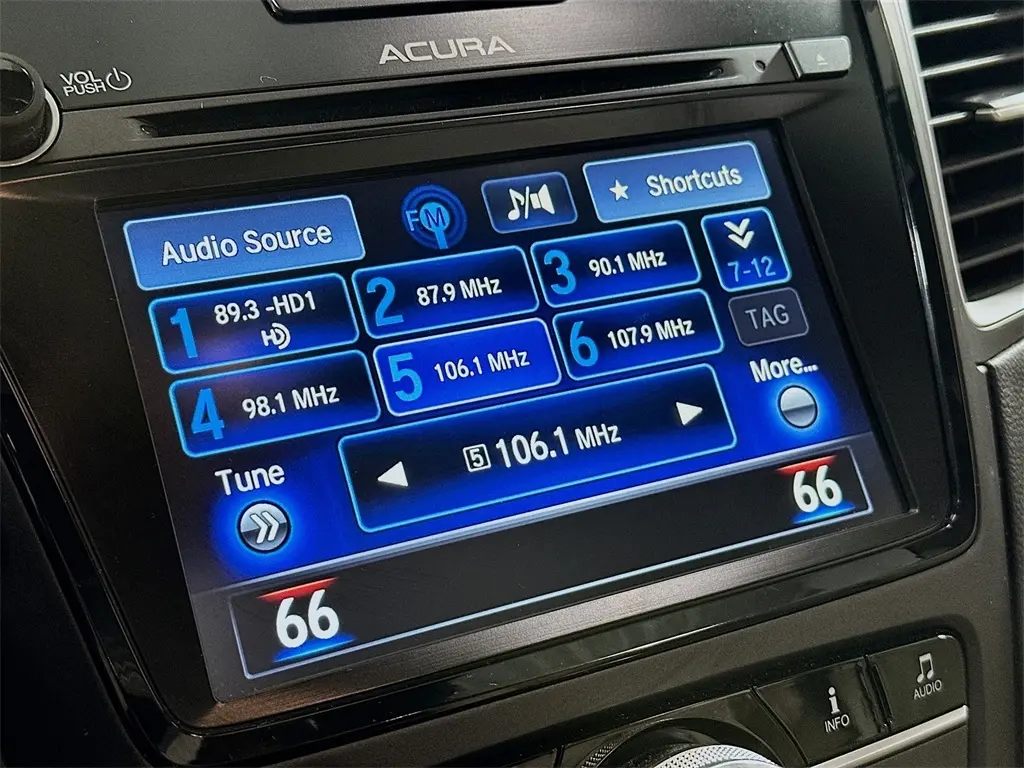 ACURA
VOL
PUSH
Audio Source
FM
Shortcuts
1 89.3 -HD1
HD
2 87.9 MHz
3 90.1 MHz
7-12
4 98.1 MHz
5 106.1 MHz
6 107.9 MHz
TAG
Tune
5 106.1 MHz
More...
66
66
INFO
AUDIO